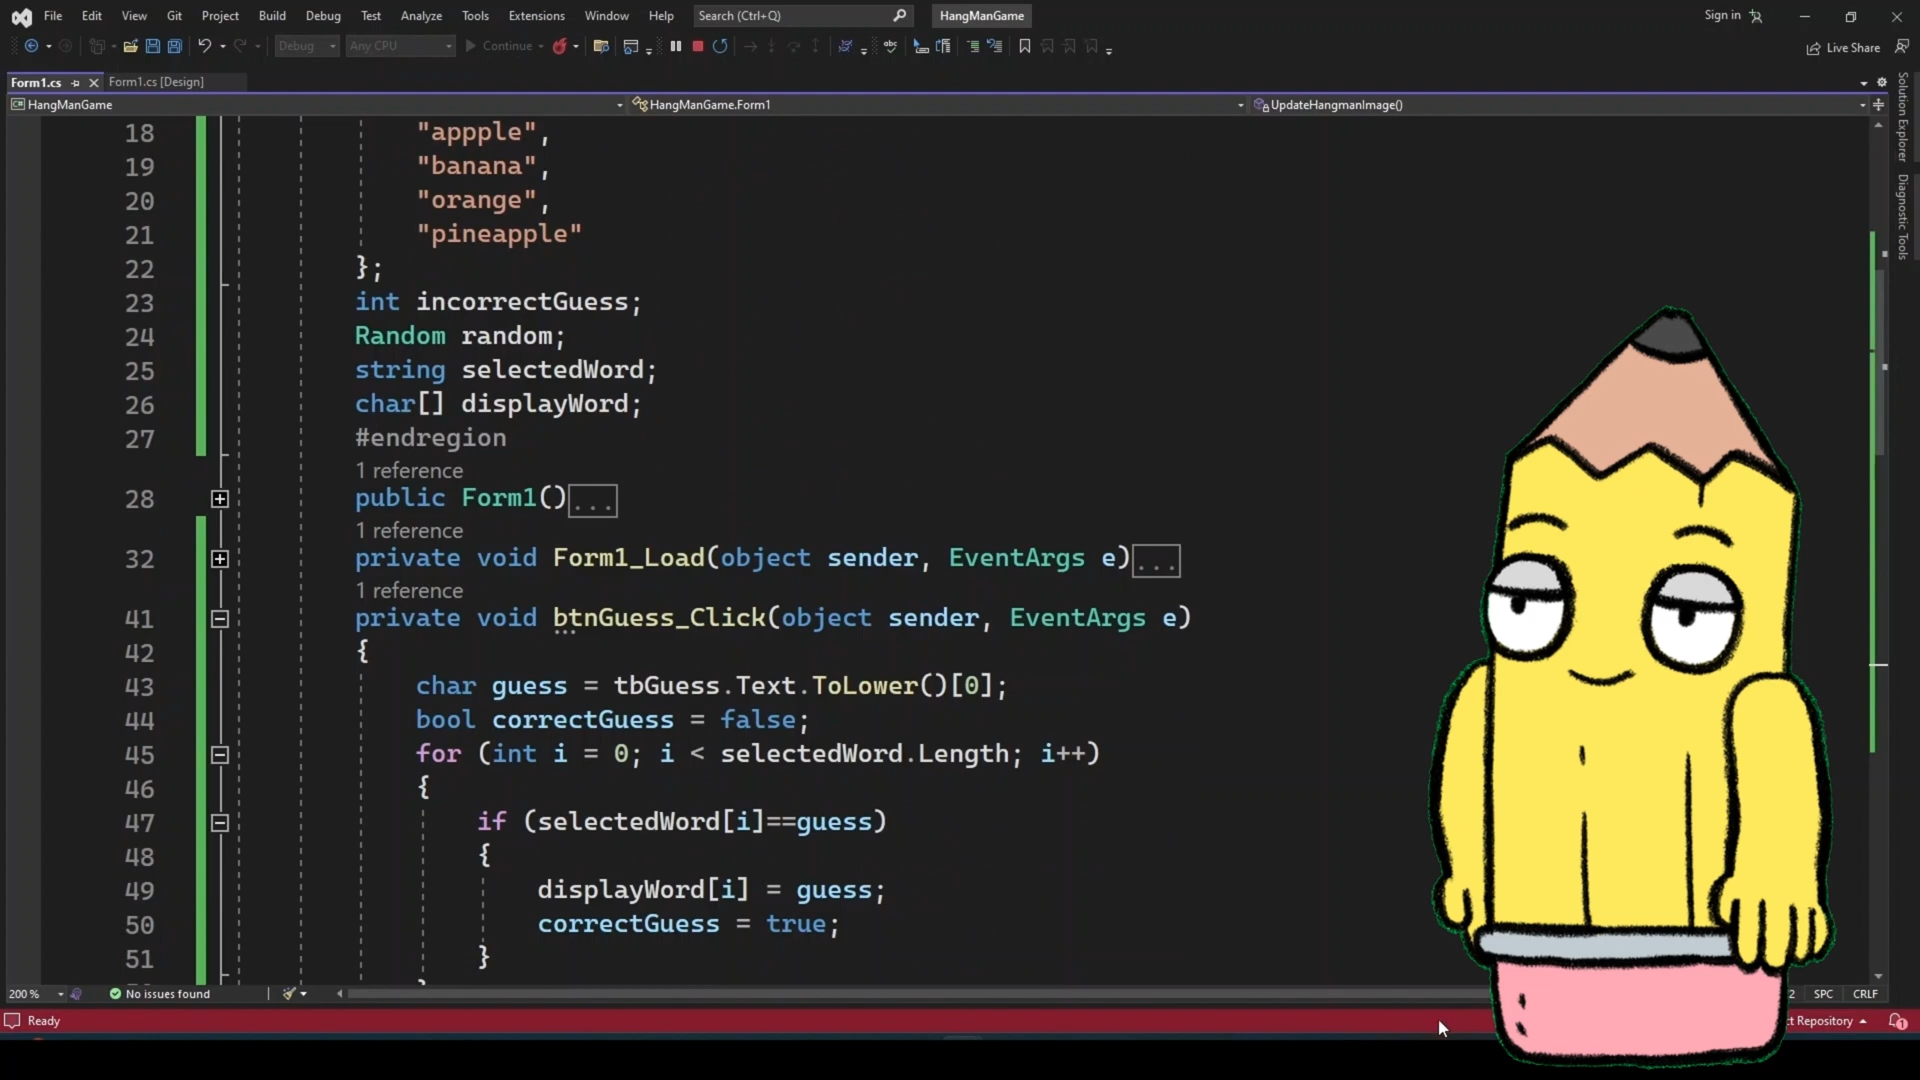 File Edit View Git Project Build Debug Test Analyze Tools Extensions Window Help Search (Ctrl+Q) HangManGame Sign in
Debug Any CPU Continue Live Share
Form1.cs Form1.cs [Design]
HangManGame HangManGame.Form1 UpdateHangmanImage()
Solution Explorer
Diagnostic Tools
18 "appple",
19 "banana",
20 "orange",
21 "pineapple"
22 };
23 int incorrectGuess;
24 Random random;
25 string selectedWord;
26 char[] displayWord;
27 #endregion
1 reference
28 public Form1()...
1 reference
32 private void Form1_Load(object sender, EventArgs e)...
1 reference
41 private void btnGuess_Click(object sender, EventArgs e)
42 {
43 char guess = tbGuess.Text.ToLower()[0];
44 bool correctGuess = false;
45 for (int i = 0; i < selectedWord.Length; i++)
46 {
47 if (selectedWord[i]==guess)
48 {
49 displayWord[i] = guess;
50 correctGuess = true;
51 }
200 % No issues found SPC CRLF
Ready Repository 1